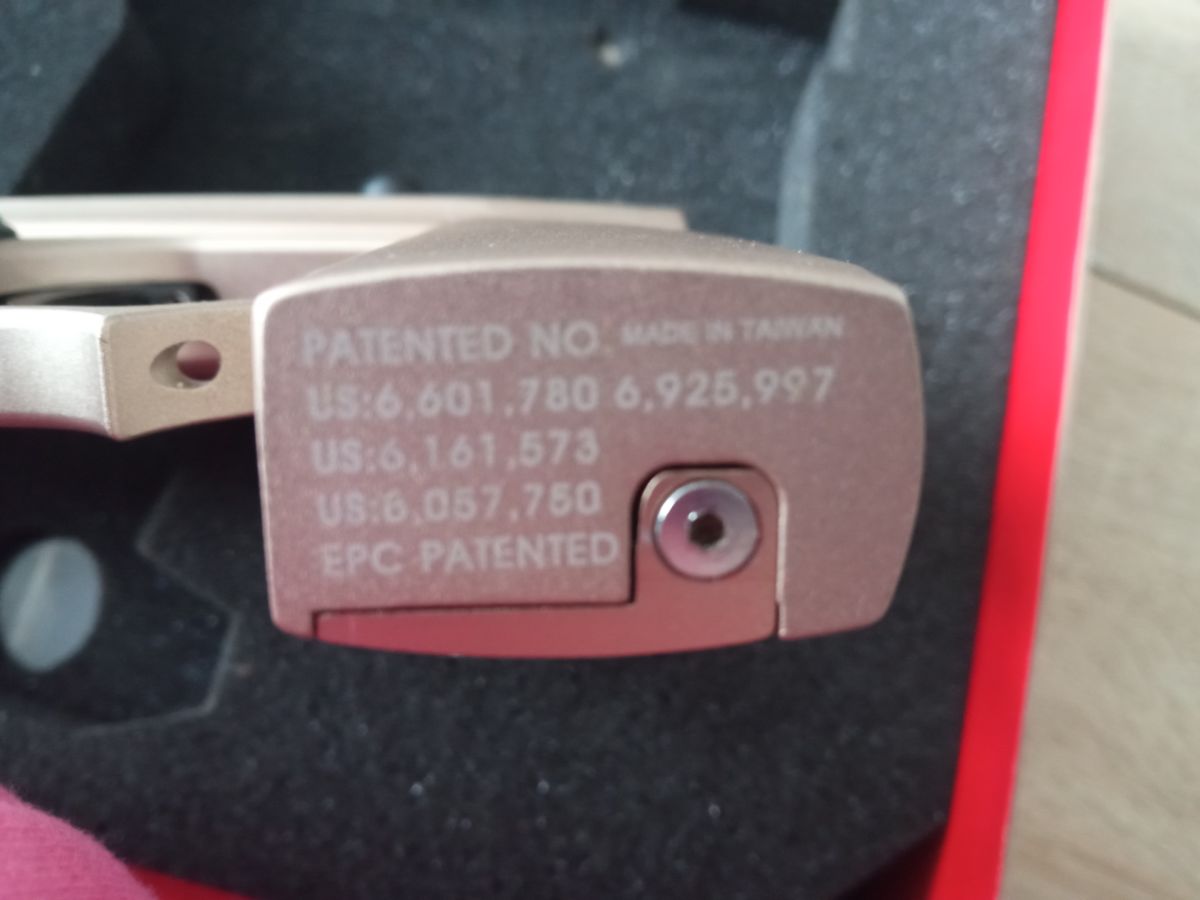 PATENTED NO. MADE IN TAIWAN
US:6,601,780 6,925,997
US:6,161,573
US:6,057,750
EPC PATENTED